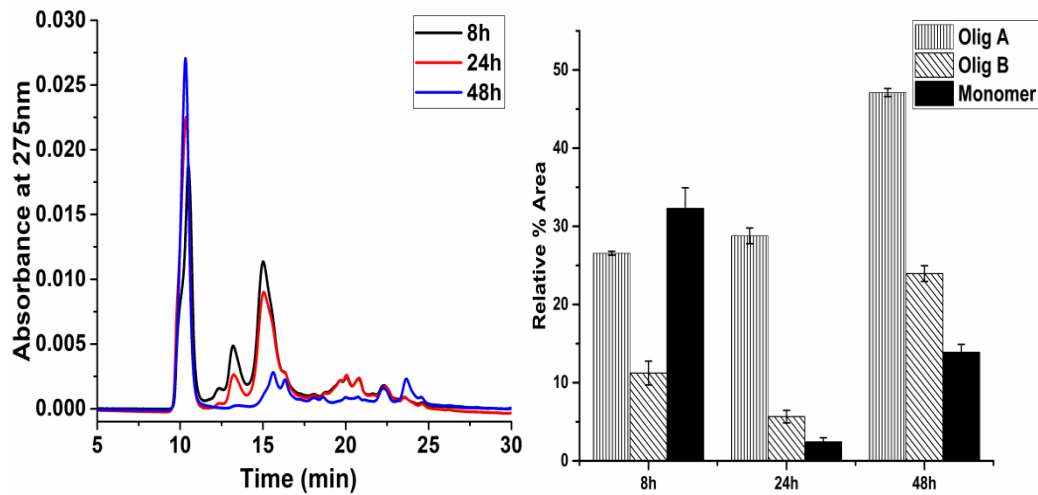 8h
24h
48h
Absorbance at 275nm
0.030
0.025
0.020
0.015
0.010
0.005
0.000
5
10
15
20
25
30
Time (min)
Olig A
Olig B
Monomer
Relative % Area
50
40
30
20
10
0
8h
24h
48h